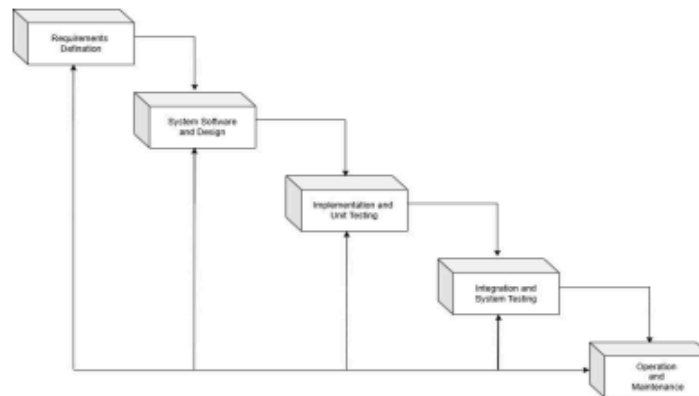 Requirements
Defination
System Software
and Design
Implementation and
Unit Testing
Integration and
System Testing
Operation
and
Maintenance